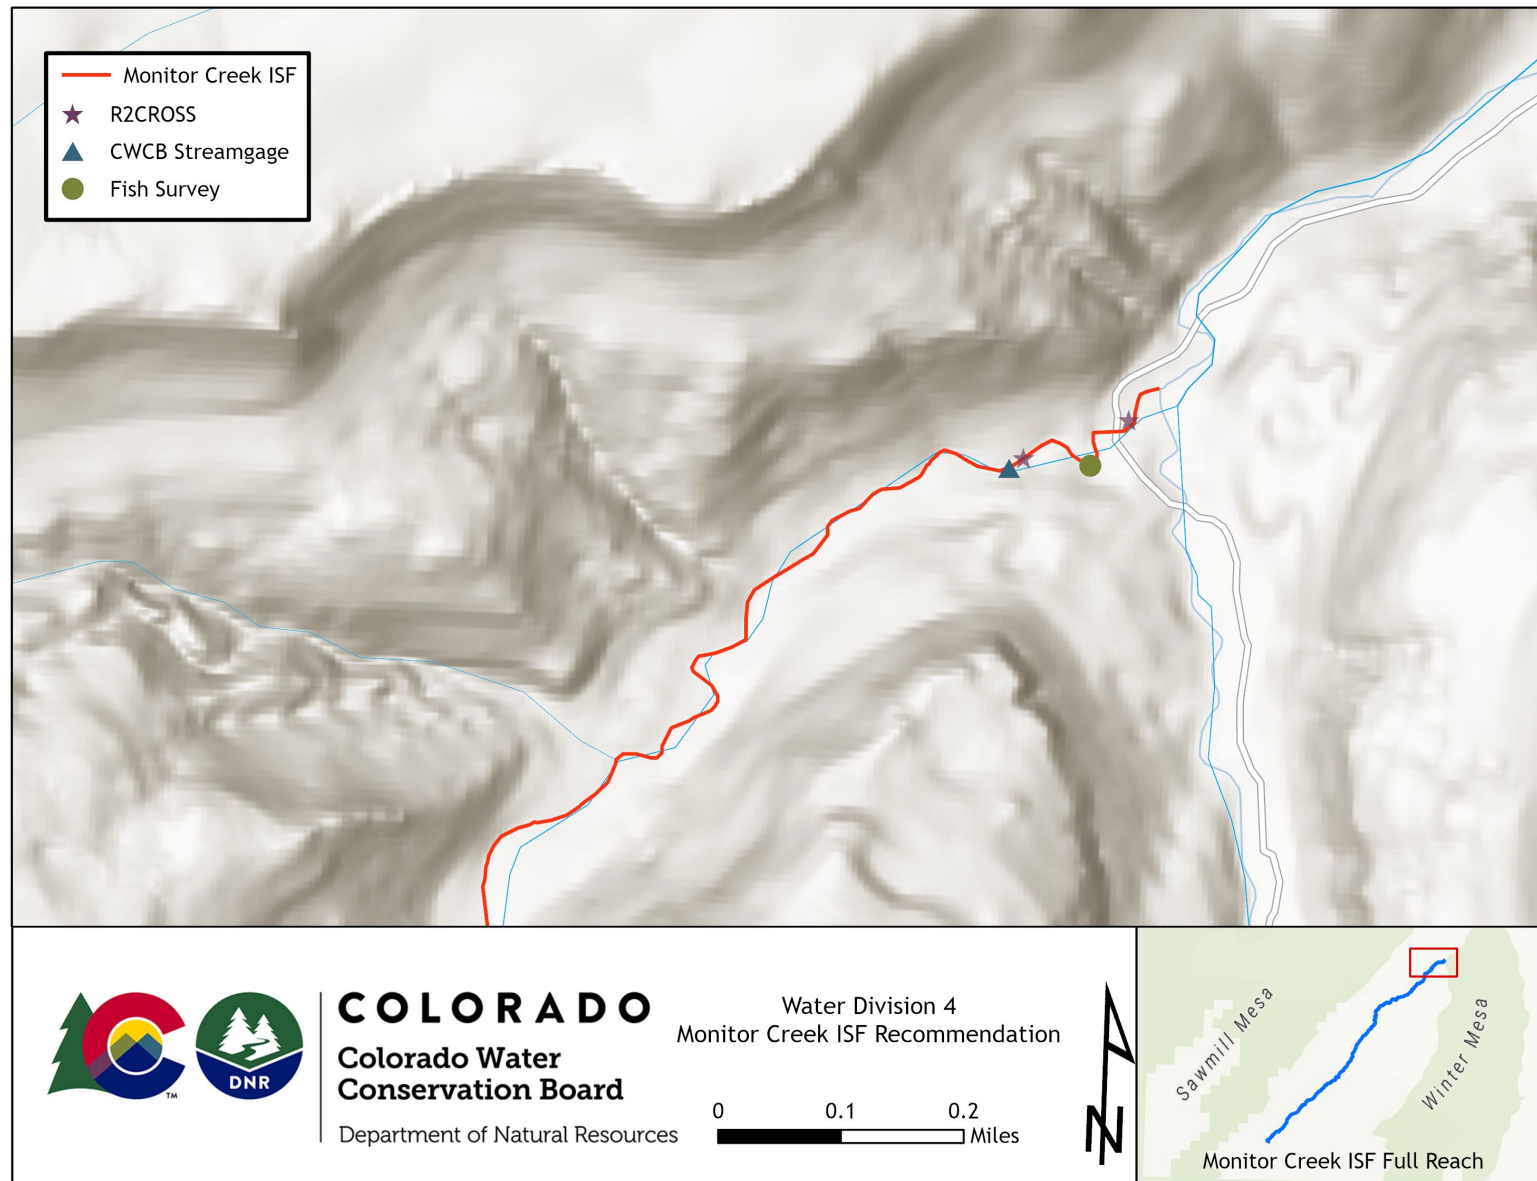 Monitor Creek ISF
R2CROSS
CWCB Streamgage
Fish Survey
TM
DNR
COLORADO
Colorado Water
Conservation Board
Department of Natural Resources
Water Division 4
Monitor Creek ISF Recommendation
0 0.1 0.2
Miles
N
Sawmill Mesa
Winter Mesa
Monitor Creek ISF Full Reach